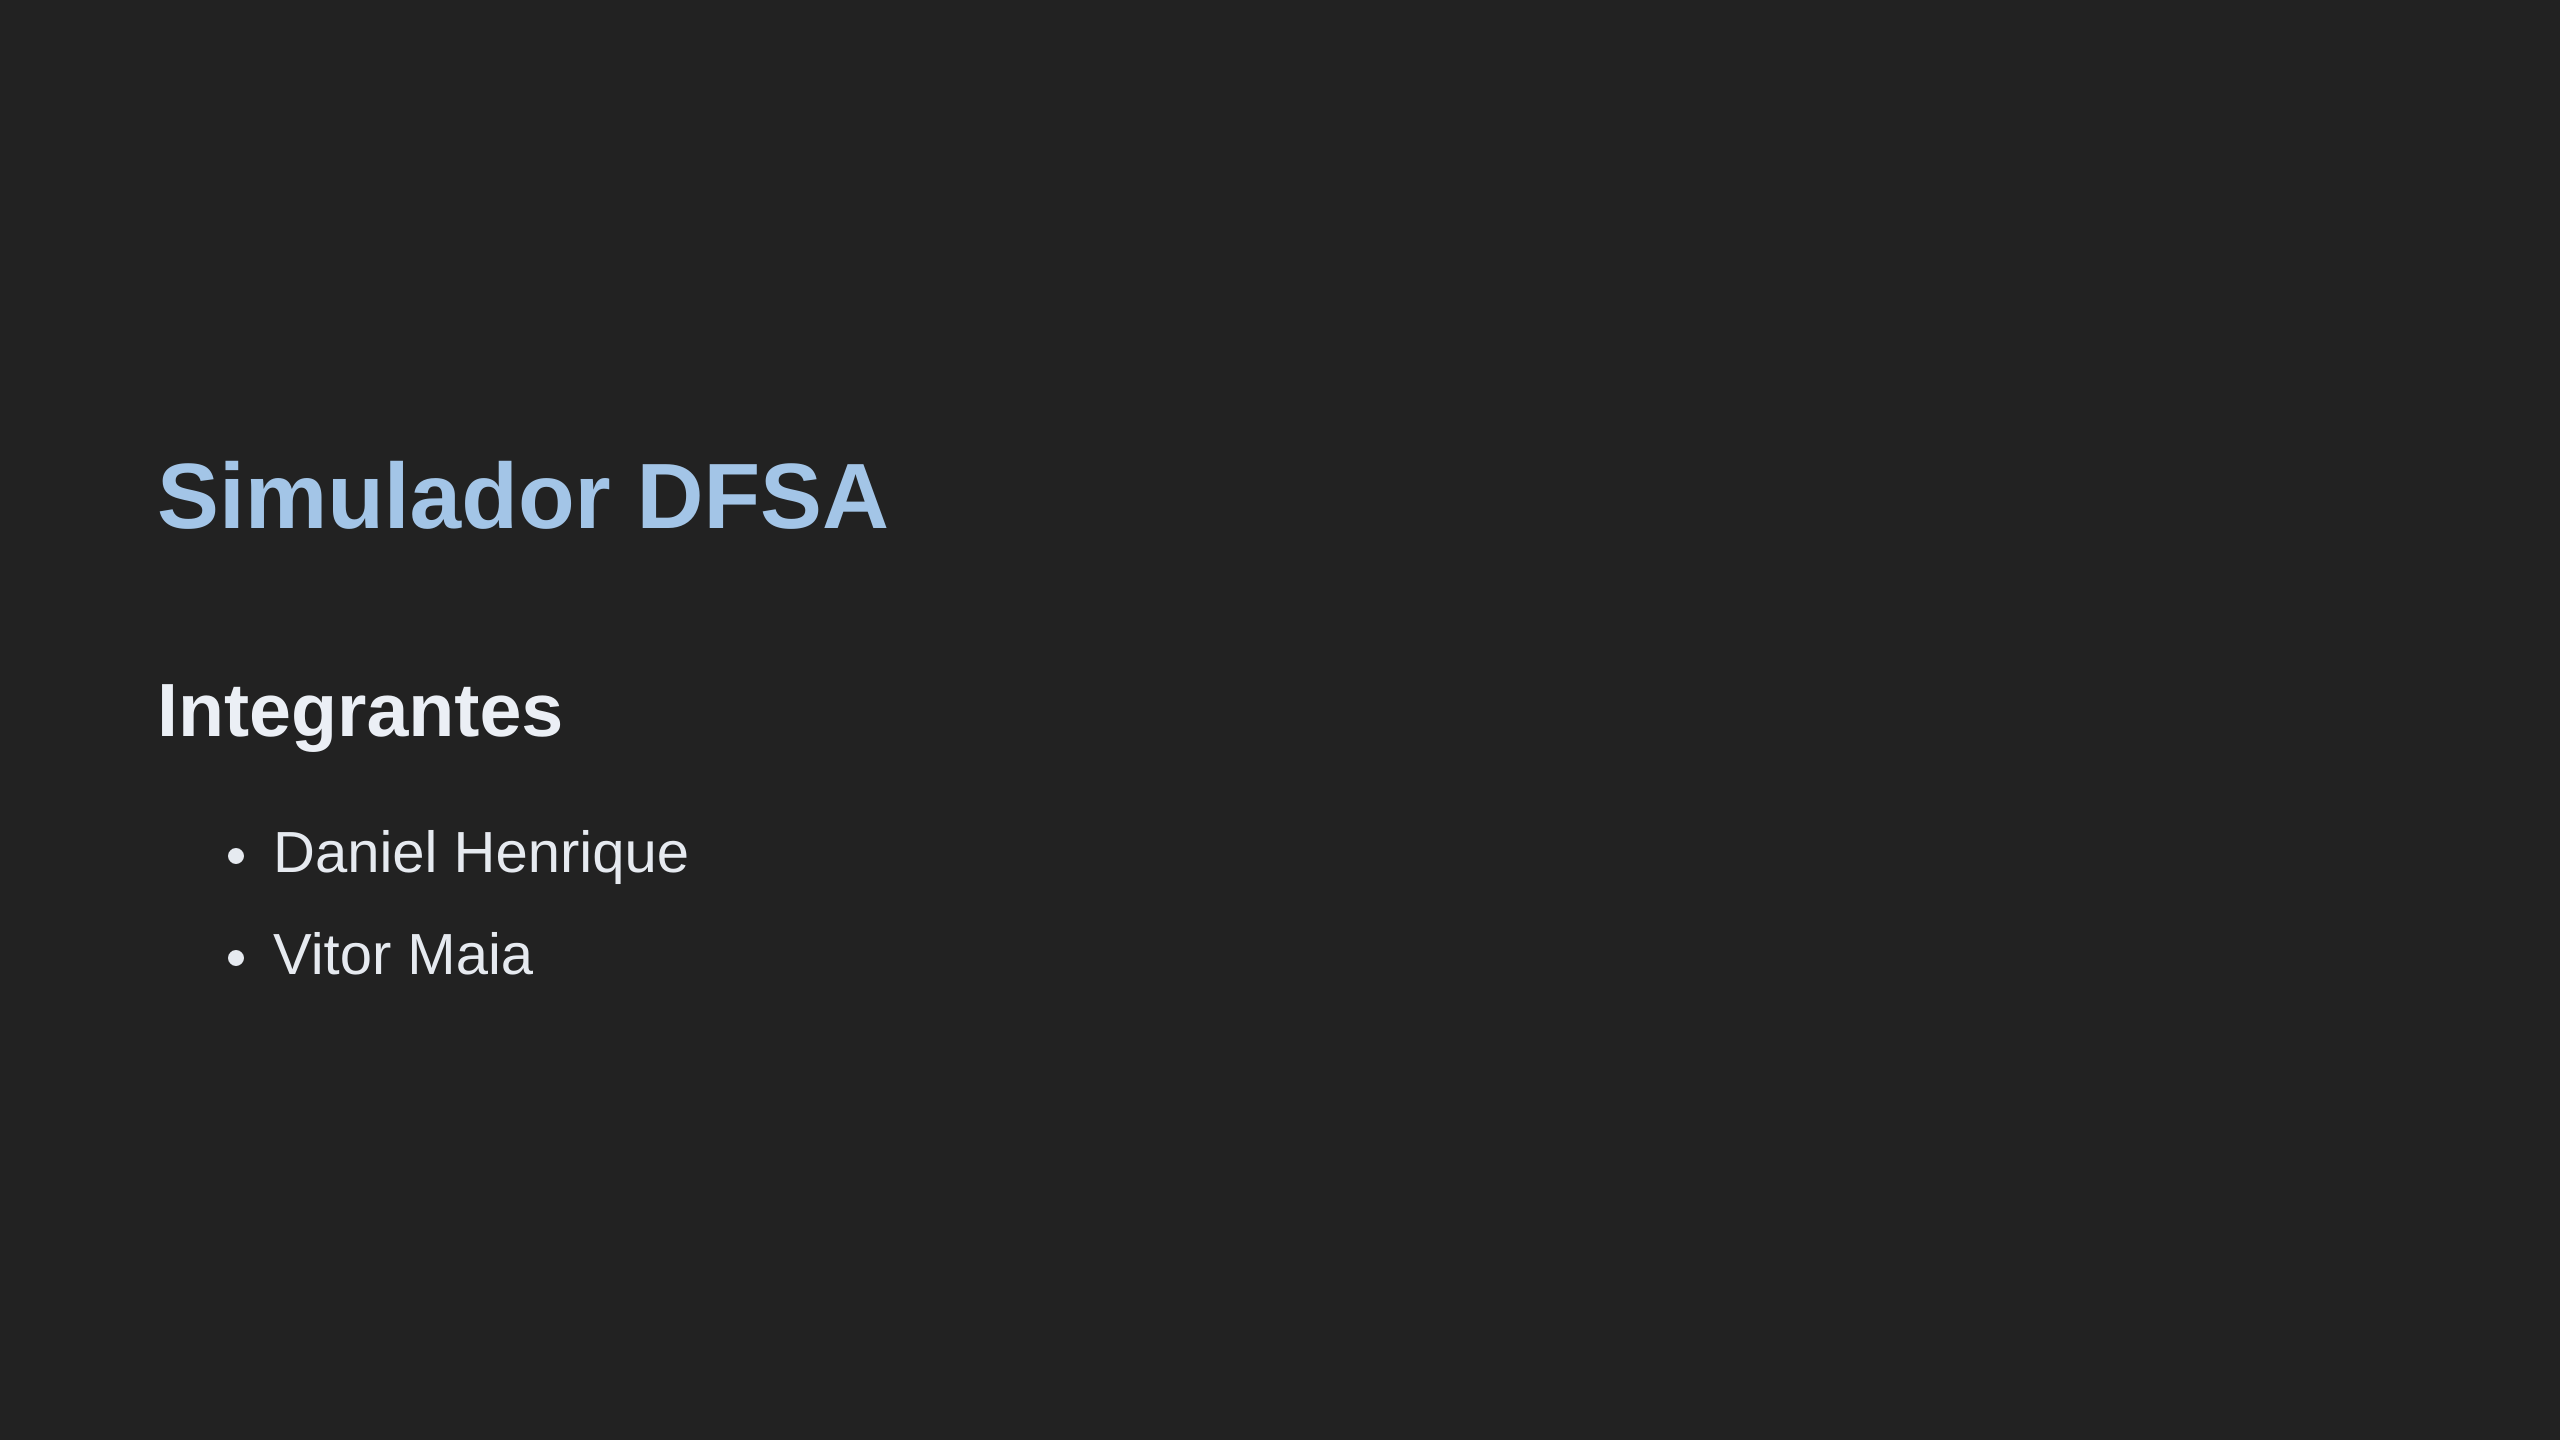 Simulador DFSA
Integrantes
• Daniel Henrique
• Vitor Maia